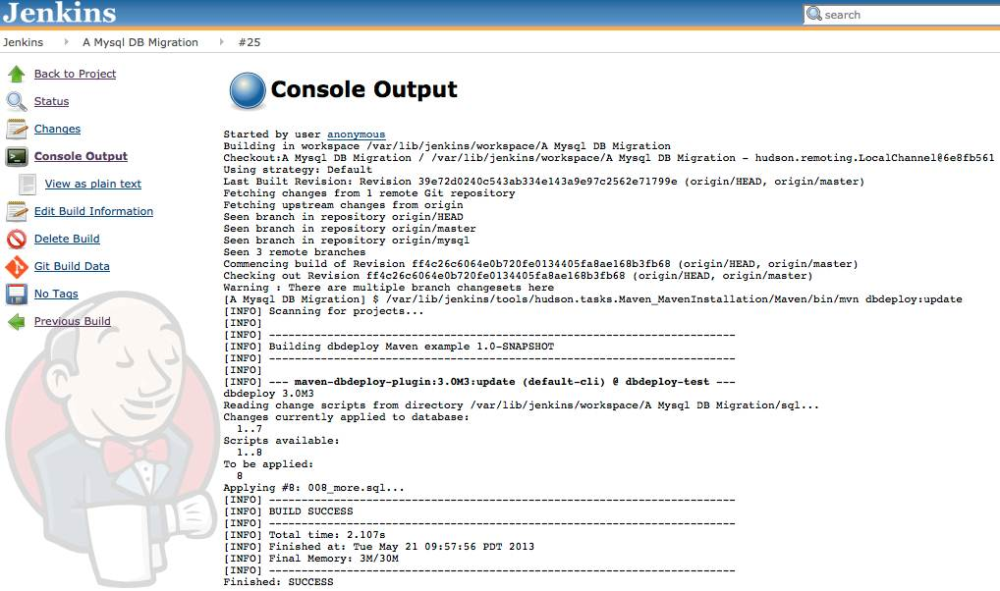 Jenkins
search
Jenkins A Mysql DB Migration #25
Back to Project
Status
Changes
Console Output
View as plain text
Edit Build Information
Delete Build
Git Build Data
No Tags
Previous Build
Console Output
Started by user anonymous
Building in workspace /var/lib/jenkins/workspace/A Mysql DB Migration
Checkout:A Mysql DB Migration / /var/lib/jenkins/workspace/A Mysql DB Migration - hudson.remoting.LocalChannel@6e8fb561
Using strategy: Default
Last Built Revision: Revision 39e72d0240c543ab334e143a9e97c2562e71799e (origin/HEAD, origin/master)
Fetching changes from 1 remote Git repository
Fetching upstream changes from origin
Seen branch in repository origin/HEAD
Seen branch in repository origin/master
Seen branch in repository origin/mysql
Seen 3 remote branches
Commencing build of Revision ff4c26c6064e0b720fe0134405fa8ae168b3fb68 (origin/HEAD, origin/master)
Checking out Revision ff4c26c6064e0b720fe0134405fa8ae168b3fb68 (origin/HEAD, origin/master)
Warning : There are multiple branch changesets here
[A Mysql DB Migration] $ /var/lib/jenkins/tools/hudson.tasks.Maven_MavenInstallation/Maven/bin/mvn dbdeploy:update
[INFO] Scanning for projects...
[INFO]
[INFO] ------------------------------------------------------------------------
[INFO] Building dbdeploy Maven example 1.0-SNAPSHOT
[INFO] ------------------------------------------------------------------------
[INFO]
[INFO] --- maven-dbdeploy-plugin:3.0M3:update (default-cli) @ dbdeploy-test ---
dbdeploy 3.0M3
Reading change scripts from directory /var/lib/jenkins/workspace/A Mysql DB Migration/sql...
Changes currently applied to database:
1..7
Scripts available:
1..8
To be applied:
8
Applying #8: 008_more.sql...
[INFO] ------------------------------------------------------------------------
[INFO] BUILD SUCCESS
[INFO] ------------------------------------------------------------------------
[INFO] Total time: 2.107s
[INFO] Finished at: Tue May 21 09:57:56 PDT 2013
[INFO] Final Memory: 3M/30M
[INFO] ------------------------------------------------------------------------
Finished: SUCCESS